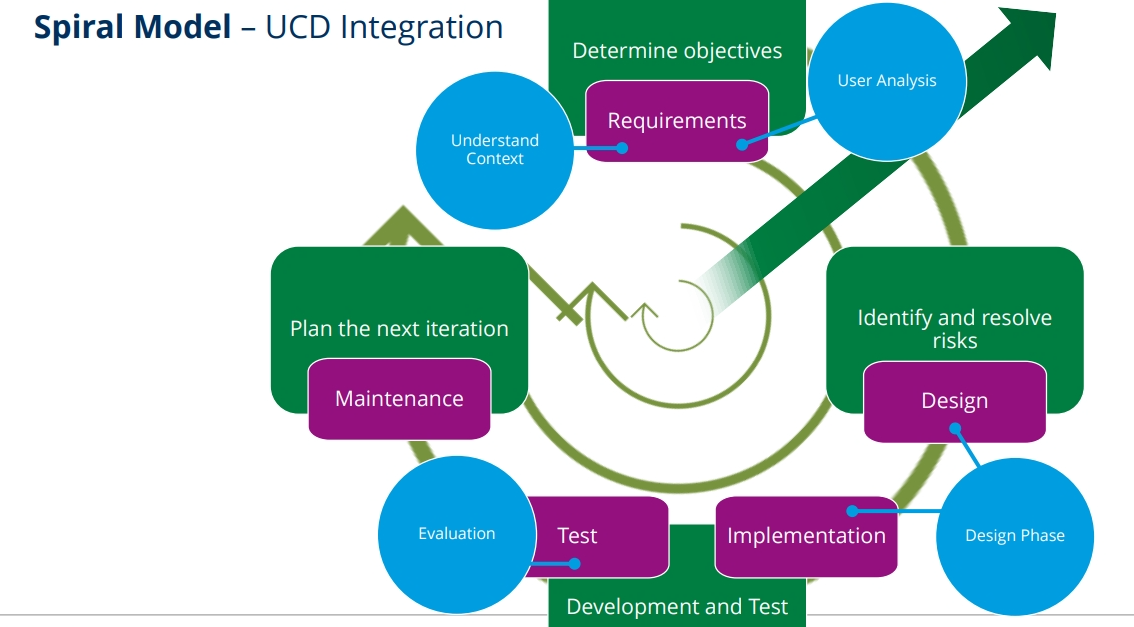 Spiral Model – UCD Integration
Determine objectives
User Analysis
Requirements
Understand
Context
Plan the next iteration
Identify and resolve
risks
Maintenance
Design
Evaluation
Test
Implementation
Design Phase
Development and Test